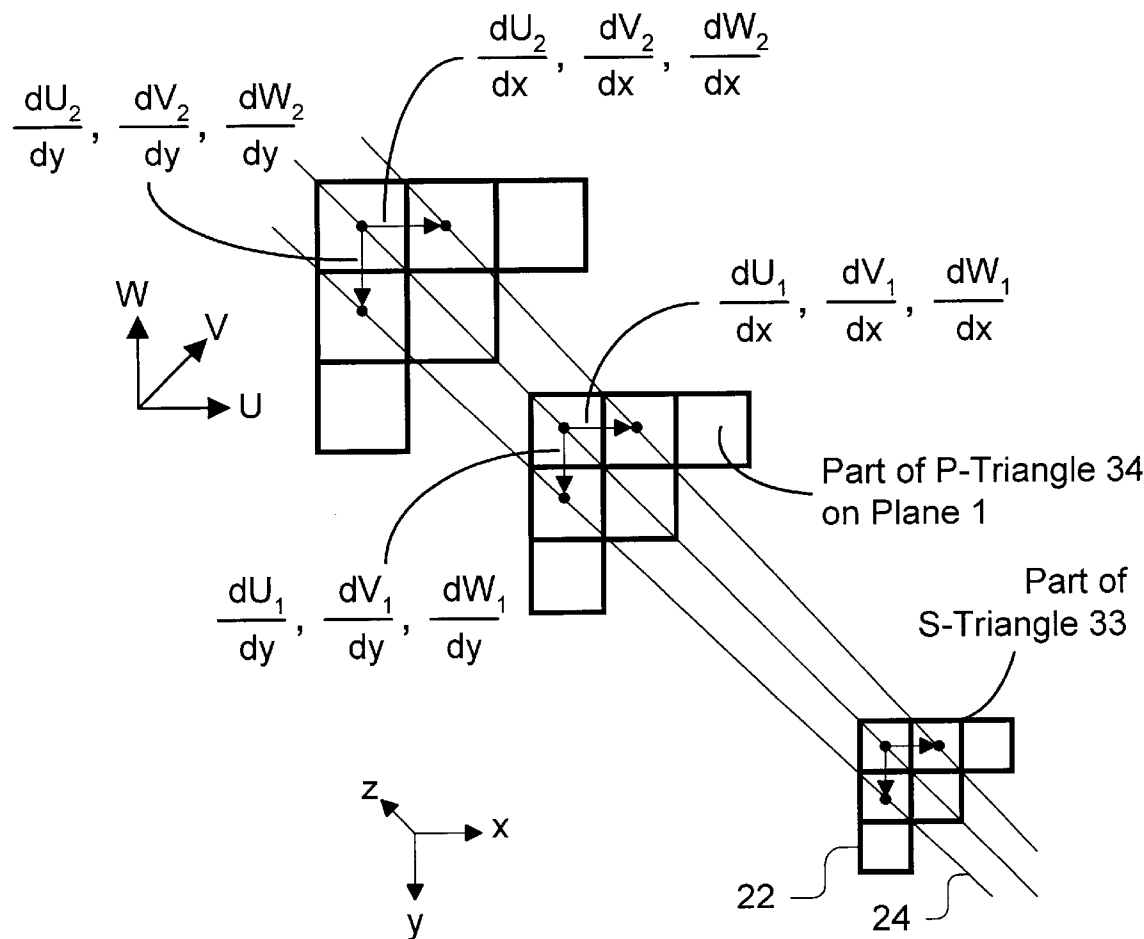 dU₂/dx, dV₂/dx, dW₂/dx
dU₂/dy, dV₂/dy, dW₂/dy
dU₁/dx, dV₁/dx, dW₁/dx
W
V
U
Part of P-Triangle 34
on Plane 1
dU₁/dy, dV₁/dy, dW₁/dy
Part of
S-Triangle 33
z
x
y
22
24